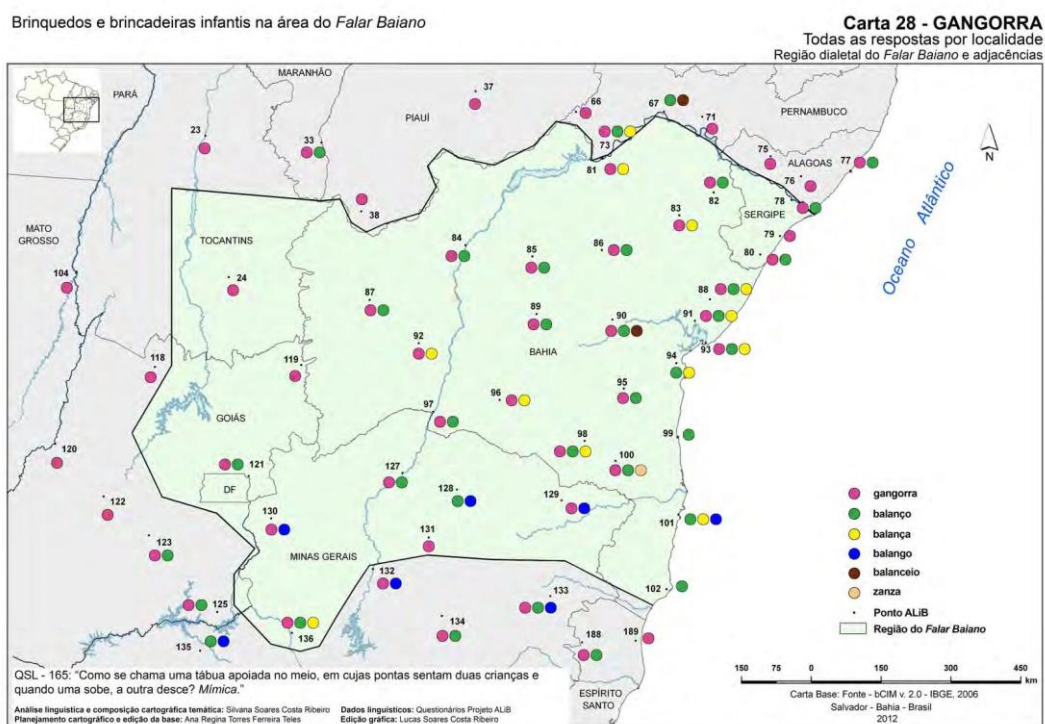 Brinquedos e brincadeiras infantis na área do Falar Baiano
Carta 28 - GANGORRA
Todas as respostas por localidade
Região dialetal do Falar Baiano e adjacências
MARANHÃO
PARÁ
PIAUÍ
PERNAMBUCO
ALAGOAS
SERGIPE
MATO
GROSSO
TOCANTINS
BAHIA
GOIÁS
DF
MINAS GERAIS
ESPÍRITO
SANTO
Oceano Atlântico
N
37
66
67
71
23
33
73
75
77
81
76
38
82
78
83
79
84
85
86
80
24
104
87
88
89
90
91
92
93
118
119
94
95
96
97
99
98
120
100
121
127
128
129
101
122
130
131
123
132
133
102
125
134
135
136
188
189
gangorra
balanço
balança
balango
balanceio
zanza
Ponto ALiB
Região do Falar Baiano
150 75 0 150 300 450
km
QSL - 165: "Como se chama uma tábua apoiada no meio, em cujas pontas sentam duas crianças e
quando uma sobe, a outra desce? Mímica."
Carta Base: Fonte - bCIM v. 2.0 - IBGE, 2006
Salvador - Bahia - Brasil
2012
Análise linguística e composição cartográfica temática: Silvana Soares Costa Ribeiro Dados linguísticos: Questionários Projeto ALiB
Planejamento cartográfico e edição da base: Ana Regina Torres Ferreira Teles Edição gráfica: Lucas Soares Costa Ribeiro